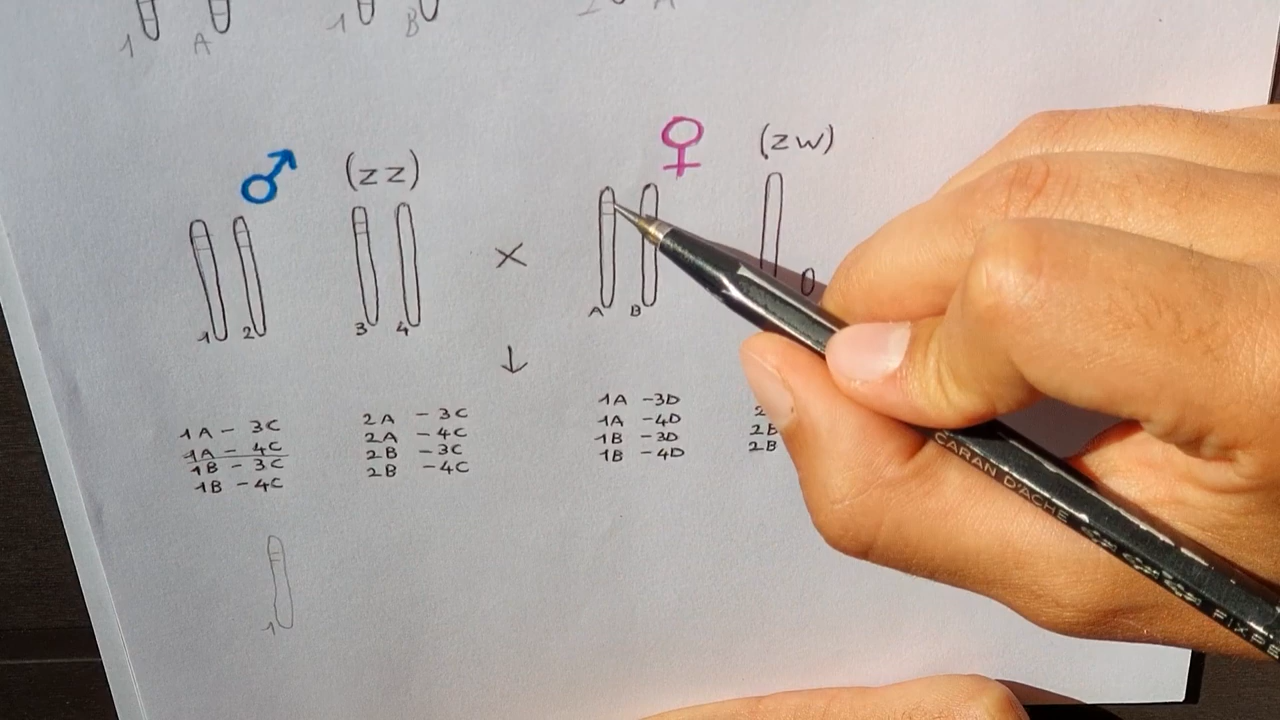 1 A 1 B
♂ (zz) ♀ (zw)
1 2 3 4 × A B
↓
1A - 3C 2A - 3C 1A - 3D
1A - 4C 2A - 4C 1A - 4D
1B - 3C 2B - 3C 1B - 3D 2B
1B - 4C 2B - 4C 1B - 4D 2B
1
CARAN D'ACHE
FIXPE